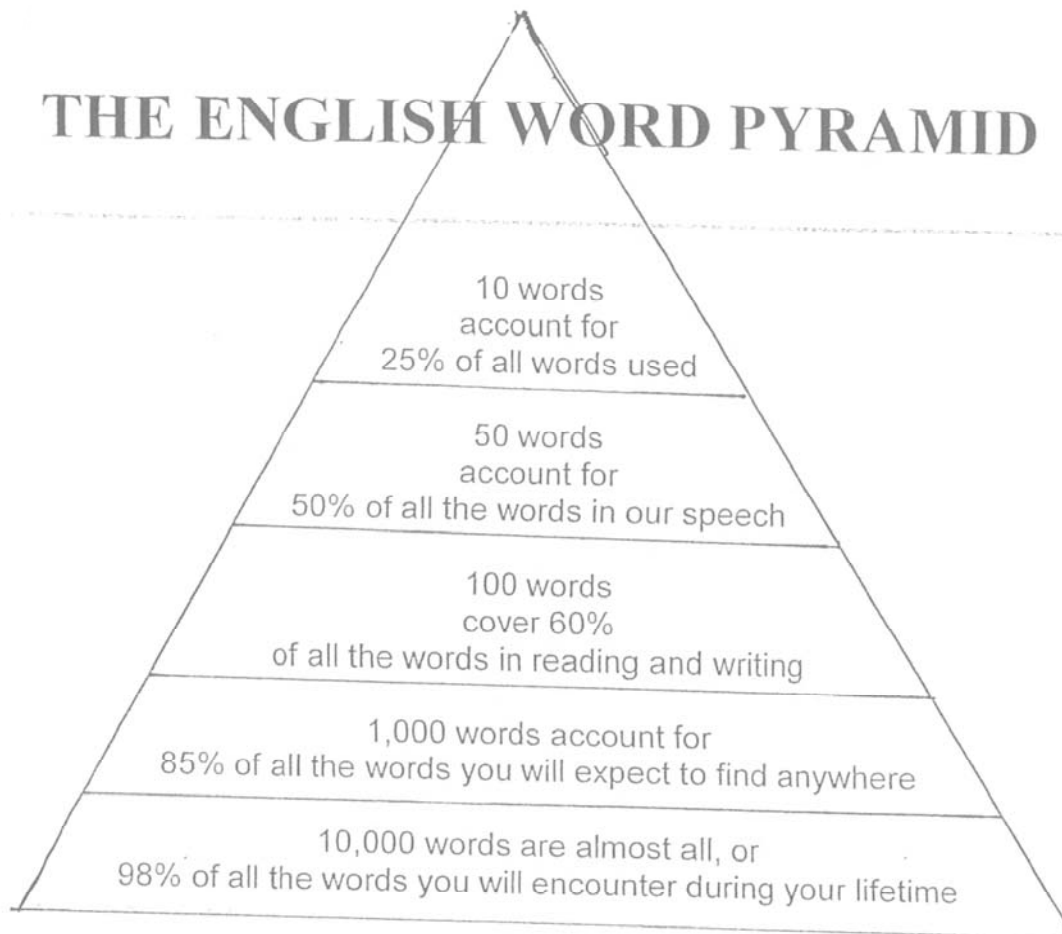 THE ENGLISH WORD PYRAMID
10 words
account for
25% of all words used
50 words
account for
50% of all the words in our speech
100 words
cover 60%
of all the words in reading and writing
1,000 words account for
85% of all the words you will expect to find anywhere
10,000 words are almost all, or
98% of all the words you will encounter during your lifetime